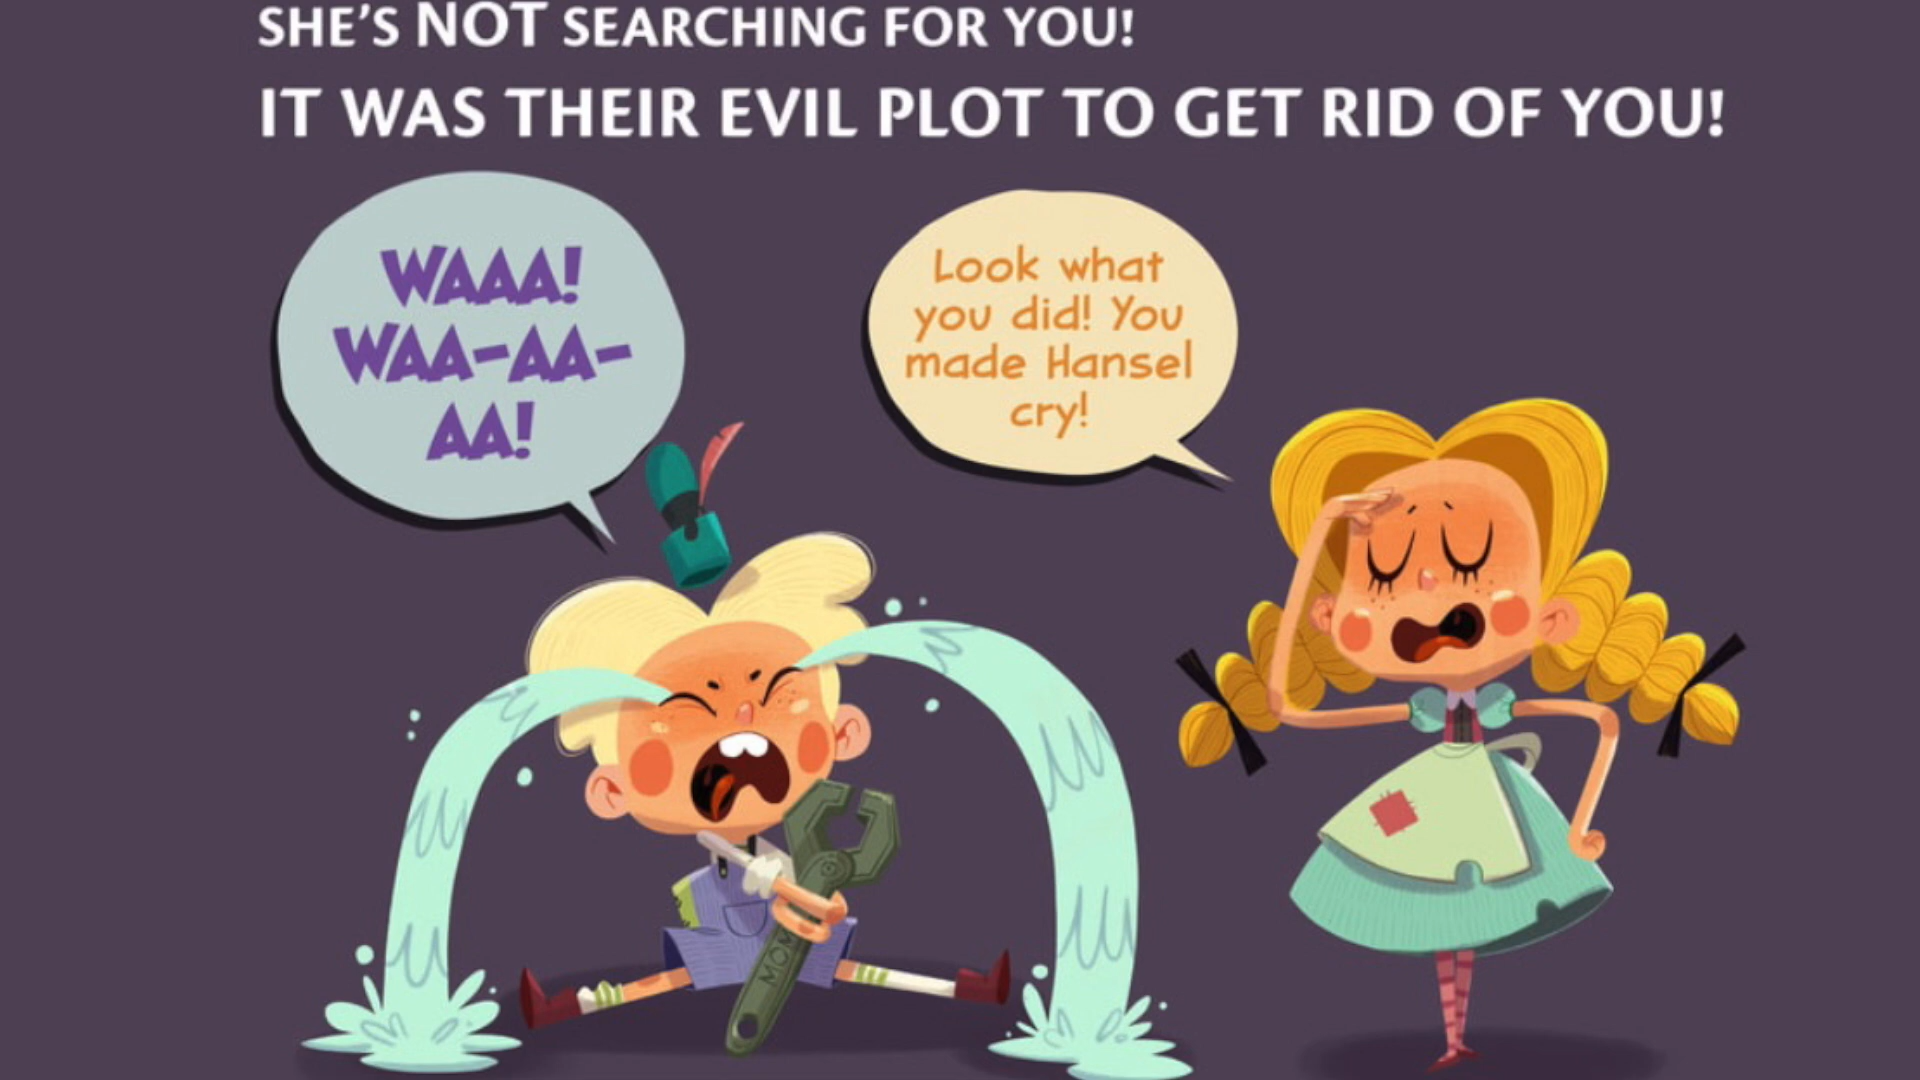 SHE'S NOT SEARCHING FOR YOU!
IT WAS THEIR EVIL PLOT TO GET RID OF YOU!
WAAA!
WAA-AA-
AA!
Look what
you did! You
made Hansel
cry!
MOM